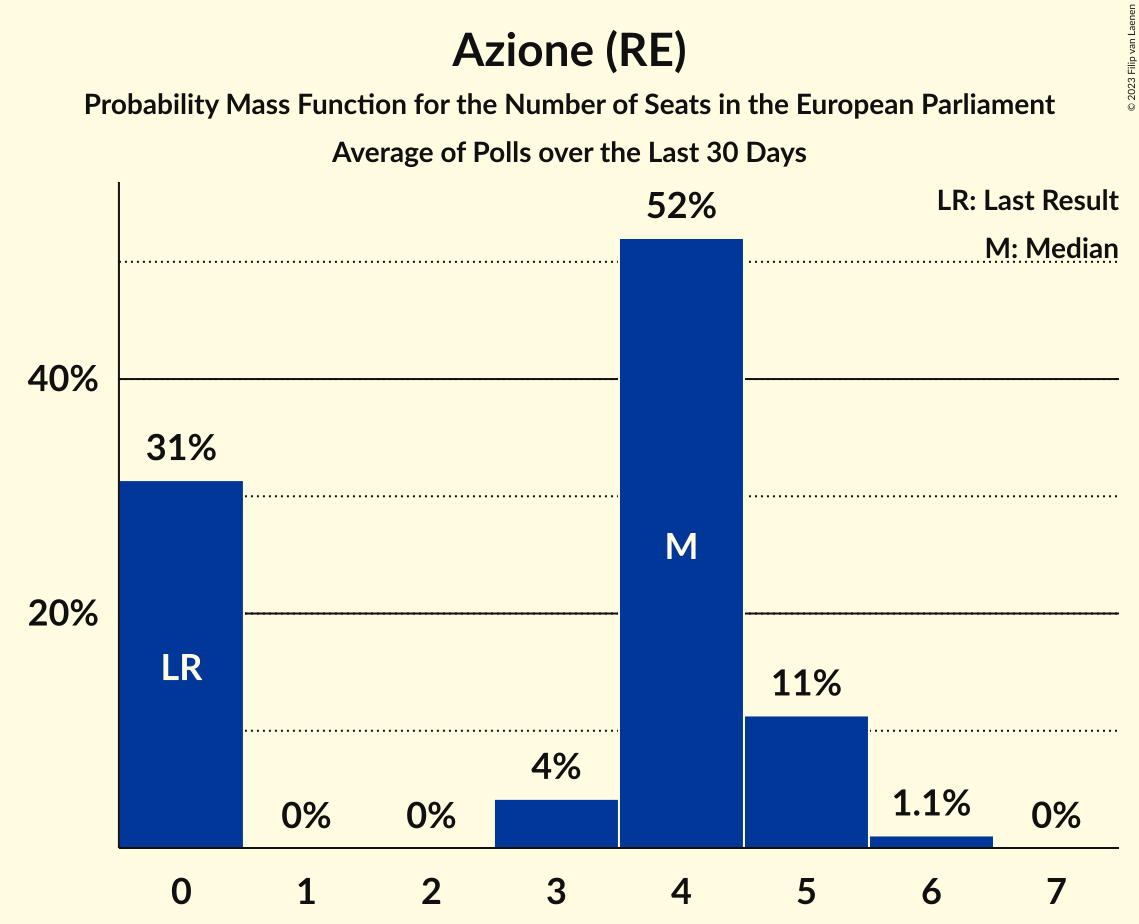 Azione (RE)
Probability Mass Function for the Number of Seats in the European Parliament
Average of Polls over the Last 30 Days
© 2023 Filip van Laenen
LR: Last Result
M: Median
52%
40%
31%
M
20%
LR
11%
4%
1.1%
0%
0%
0%
0 1 2 3 4 5 6 7